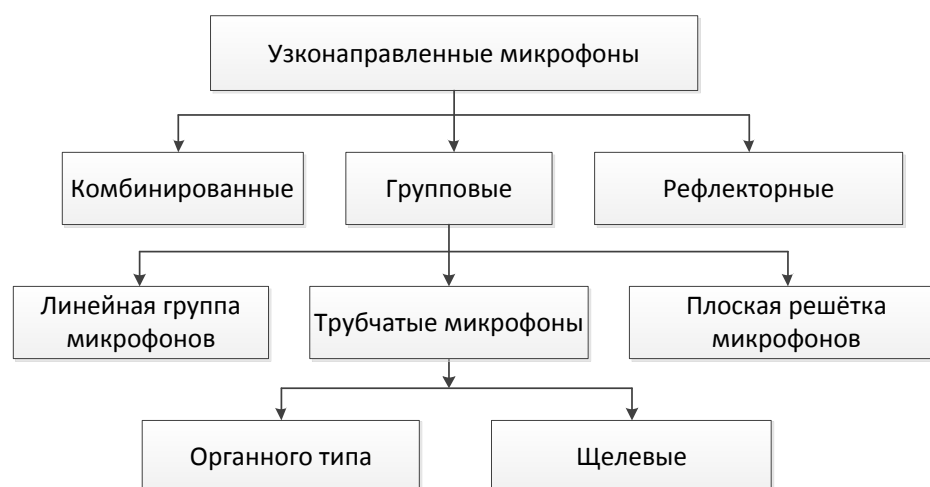 Узконаправленные микрофоны
Комбинированные
Групповые
Рефлекторные
Линейная группа
микрофонов
Трубчатые микрофоны
Плоская решётка
микрофонов
Органного типа
Щелевые